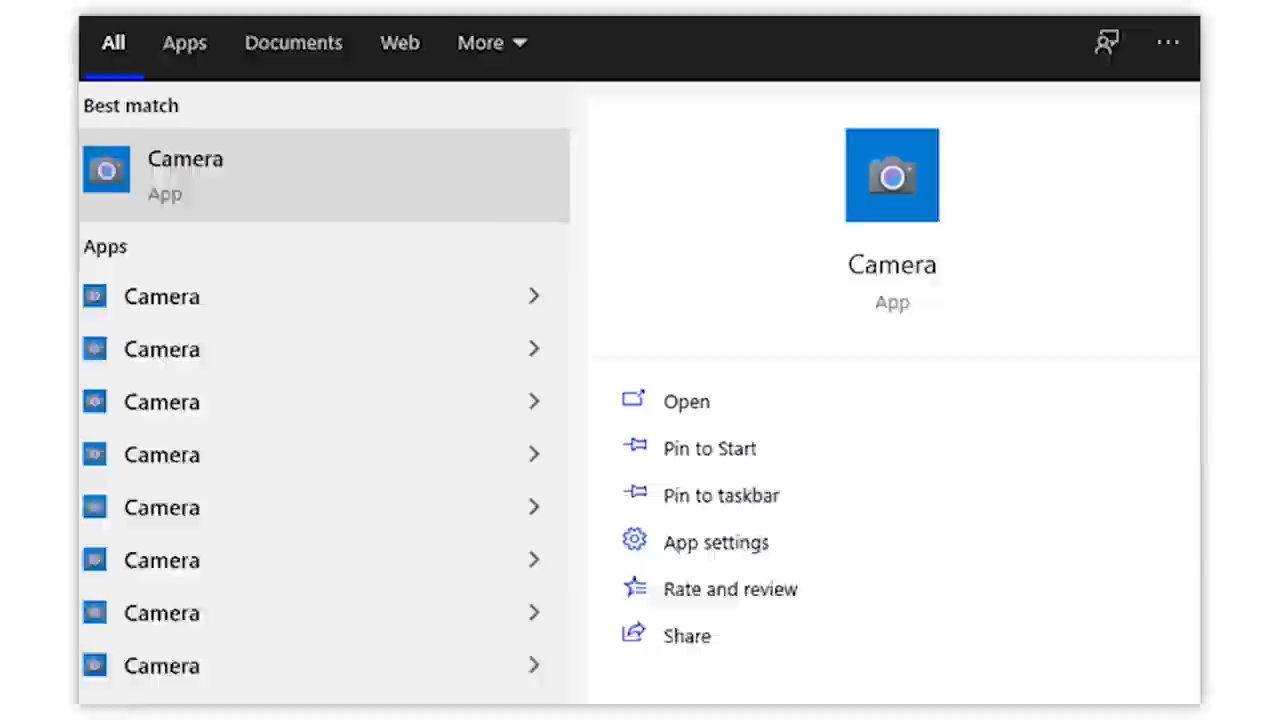 All Apps Documents Web More
Best match
Camera
App
Apps
Camera
Camera
Camera
Camera
Camera
Camera
Camera
Camera
Camera
App
Open
Pin to Start
Pin to taskbar
App settings
Rate and review
Share